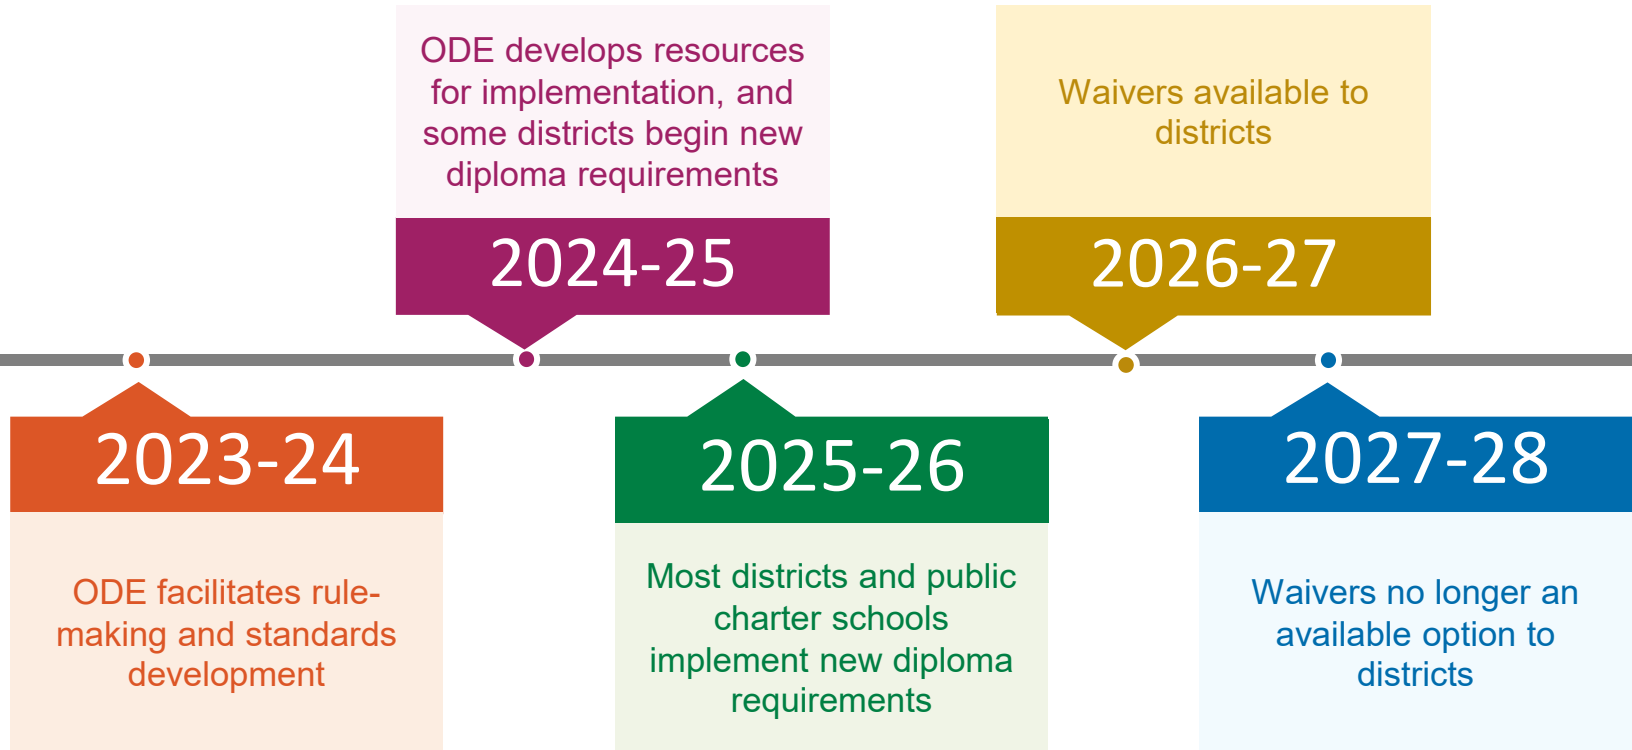 ODE develops resources
for implementation, and
some districts begin new
diploma requirements
2024-25
Waivers available to
districts
2026-27
2023-24
ODE facilitates rule-
making and standards
development
2025-26
Most districts and public
charter schools
implement new diploma
requirements
2027-28
Waivers no longer an
available option to
districts